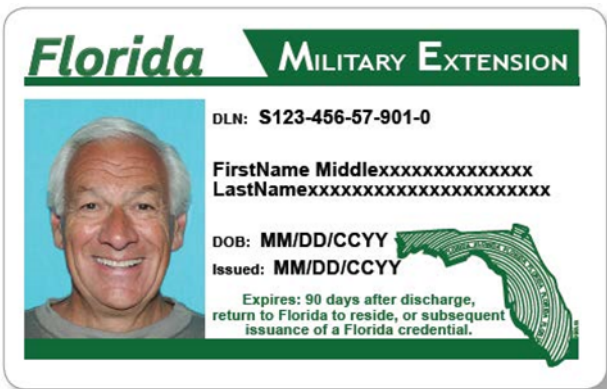 Florida
MILITARY EXTENSION
DLN: S123-456-57-901-0
FirstName Middlexxxxxxxxxxxxxx
LastNamexxxxxxxxxxxxxxxxxxxxxx
DOB: MM/DD/CCYY
Issued: MM/DD/CCYY
Expires: 90 days after discharge,
return to Florida to reside, or subsequent
issuance of a Florida credential.